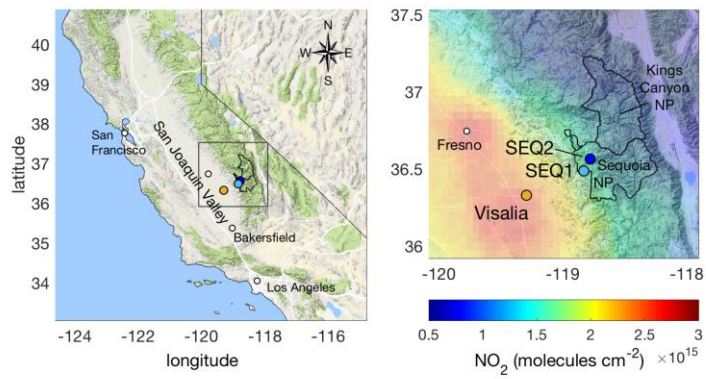 40
39
38
37
36
35
34
latitude
-124
-122
-120
-118
-116
longitude
N
W
E
S
San
Francisco
San Joaquin Valley
Bakersfield
Los Angeles
37.5
37
36.5
36
-120
-119
-118
Kings
Canyon
NP
Fresno
SEQ2
SEQ1
Sequoia
NP
Visalia
0.5
1
1.5
2
2.5
3
×10¹⁵
NO₂ (molecules cm⁻²)